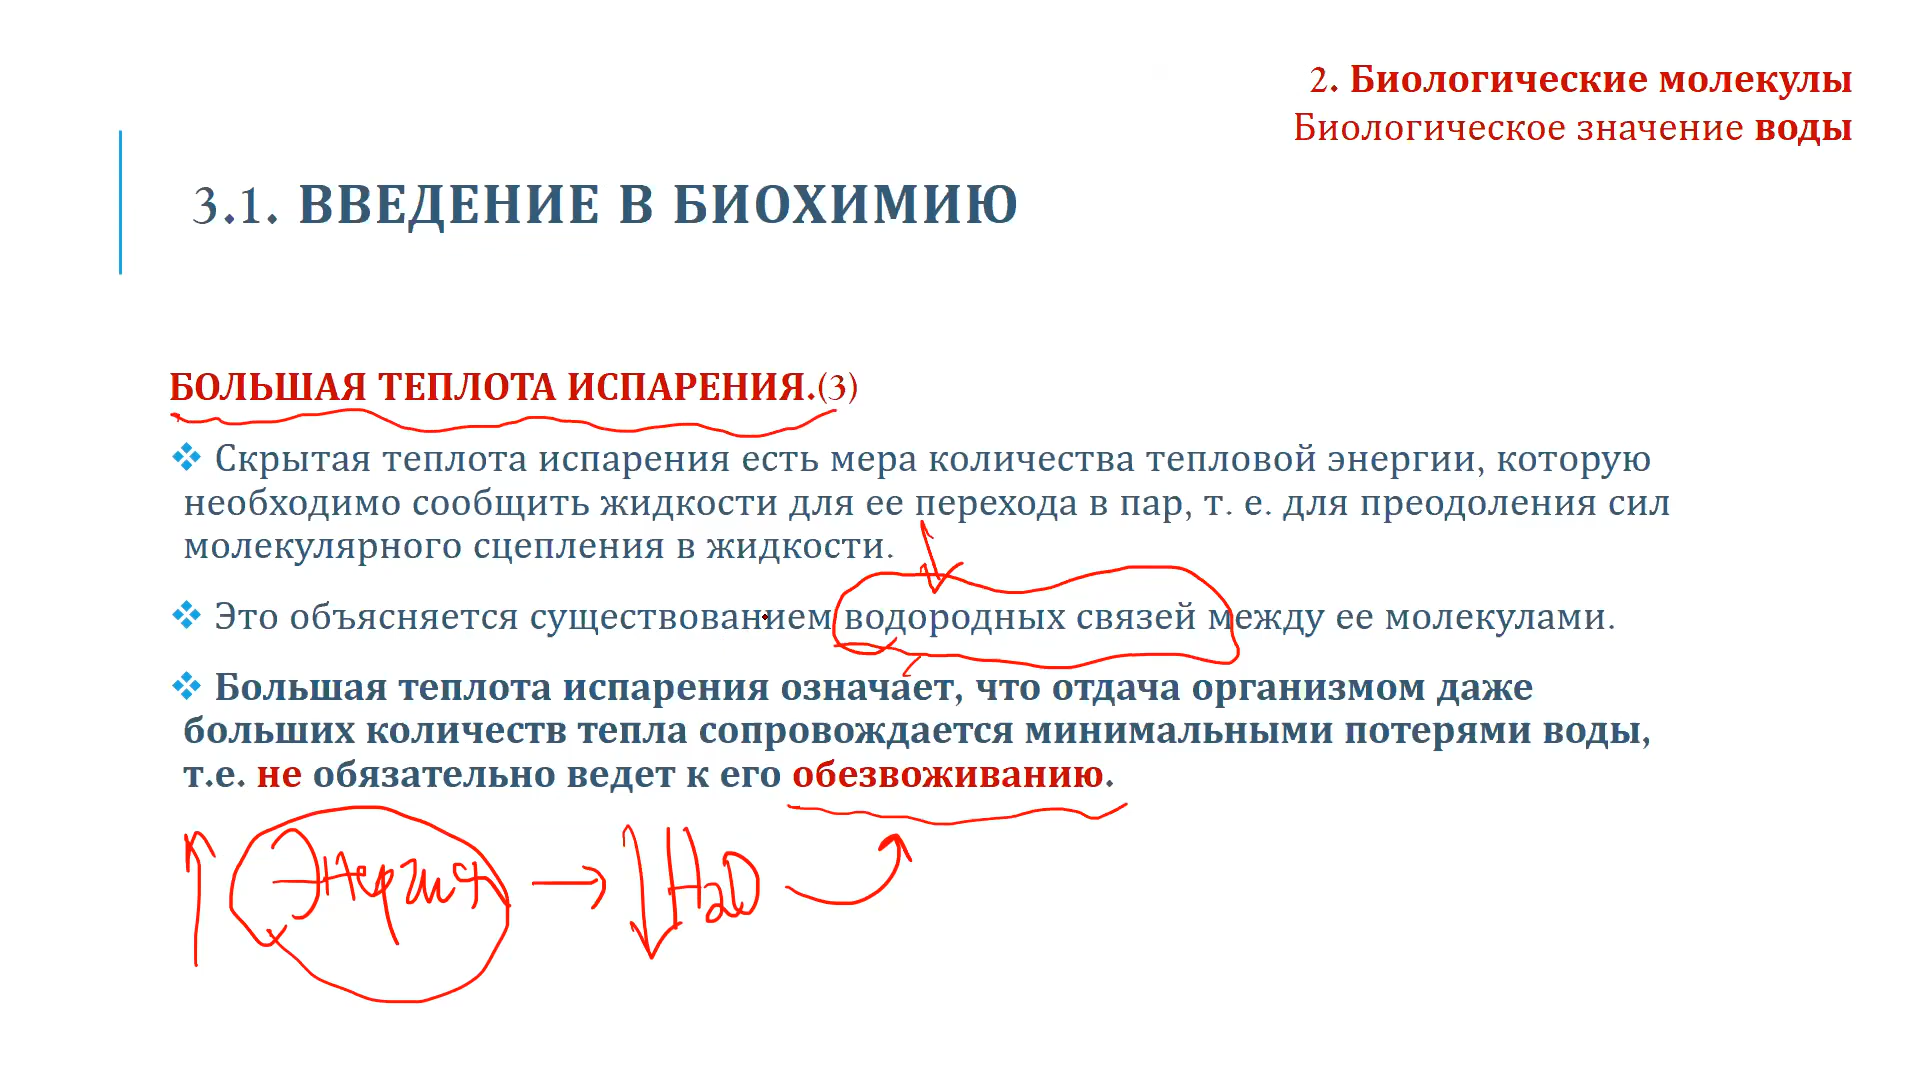 2. Биологические молекулы
Биологическое значение воды
3.1. ВВЕДЕНИЕ В БИОХИМИЮ
БОЛЬШАЯ ТЕПЛОТА ИСПАРЕНИЯ.(3)
Скрытая теплота испарения есть мера количества тепловой энергии, которую
необходимо сообщить жидкости для ее перехода в пар, т. е. для преодоления сил
молекулярного сцепления в жидкости.
Это объясняется существованием водородных связей между ее молекулами.
Большая теплота испарения означает, что отдача организмом даже
больших количеств тепла сопровождается минимальными потерями воды,
т.е. не обязательно ведет к его обезвоживанию.
↑ Энергия → ↓ H2O